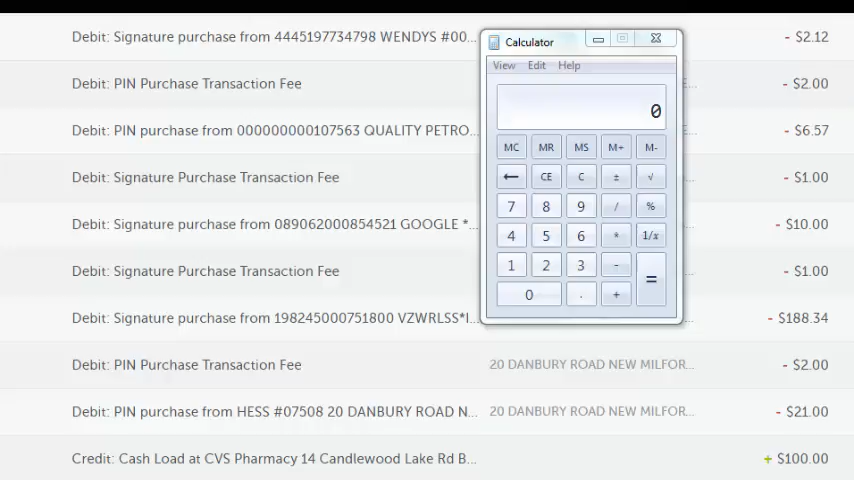 Debit: Signature purchase from 4445197734798 WENDYS #00... - $2.12
Calculator
View Edit Help
Debit: PIN Purchase Transaction Fee - $2.00
0
Debit: PIN purchase from 000000000107563 QUALITY PETRO... - $6.57
MC MR MS M+ M-
Debit: Signature Purchase Transaction Fee - $1.00
← CE C ± √
7 8 9 / %
Debit: Signature purchase from 089062000854521 GOOGLE *... - $10.00
4 5 6 * 1/x
Debit: Signature Purchase Transaction Fee - $1.00
1 2 3 - =
0 . +
Debit: Signature purchase from 198245000751800 VZWRLSS*I... - $188.34
Debit: PIN Purchase Transaction Fee 20 DANBURY ROAD NEW MILFOR... - $2.00
Debit: PIN purchase from HESS #07508 20 DANBURY ROAD N... 20 DANBURY ROAD NEW MILFOR... - $21.00
Credit: Cash Load at CVS Pharmacy 14 Candlewood Lake Rd B... + $100.00